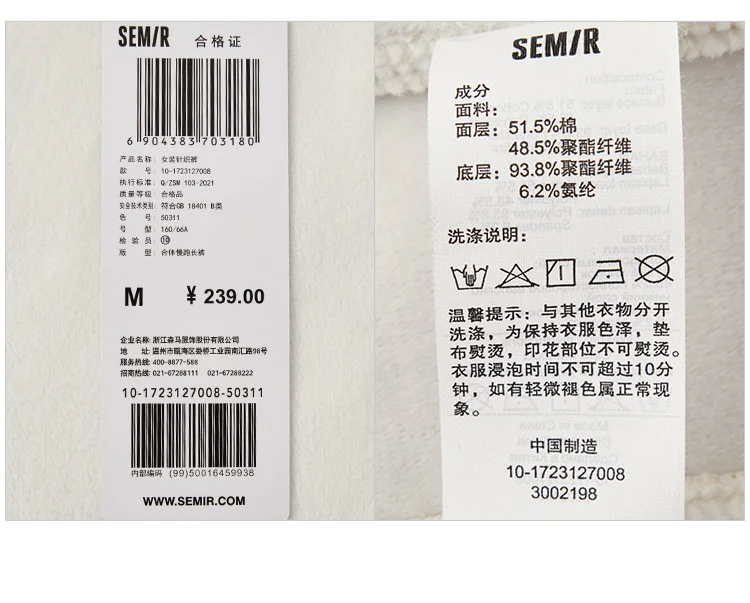 SEMIR 合格证
6 904383 703180
产品名称: 女装针织裤
款 号: 10-1723127008
执行标准: Q/ZSM 103-2021
质量等级: 合格品
安全技术类别: 符合GB 18401 B类
色 号: 50311
号 型: 160/66A
检 验 员: ⑲
版 型: 合体慢跑长裤
M ¥ 239.00
企业名称: 浙江森马服饰股份有限公司
地 址: 温州市瓯海区娄桥工业园南汇路98号
服务热线: 400-8877-588
招商热线: 021-67288111 021-67288222
10-1723127008-50311
内部编码 (99)50016459938
WWW.SEMIR.COM
SEMIR
成分
面料:
面层: 51.5%棉
48.5%聚酯纤维
底层: 93.8%聚酯纤维
6.2%氨纶
洗涤说明:
温馨提示: 与其他衣物分开
洗涤，为保持衣服色泽，垫
布熨烫，印花部位不可熨烫。
衣服浸泡时间不可超过10分
钟，如有轻微褪色属正常现
象。
中国制造
10-1723127008
3002198